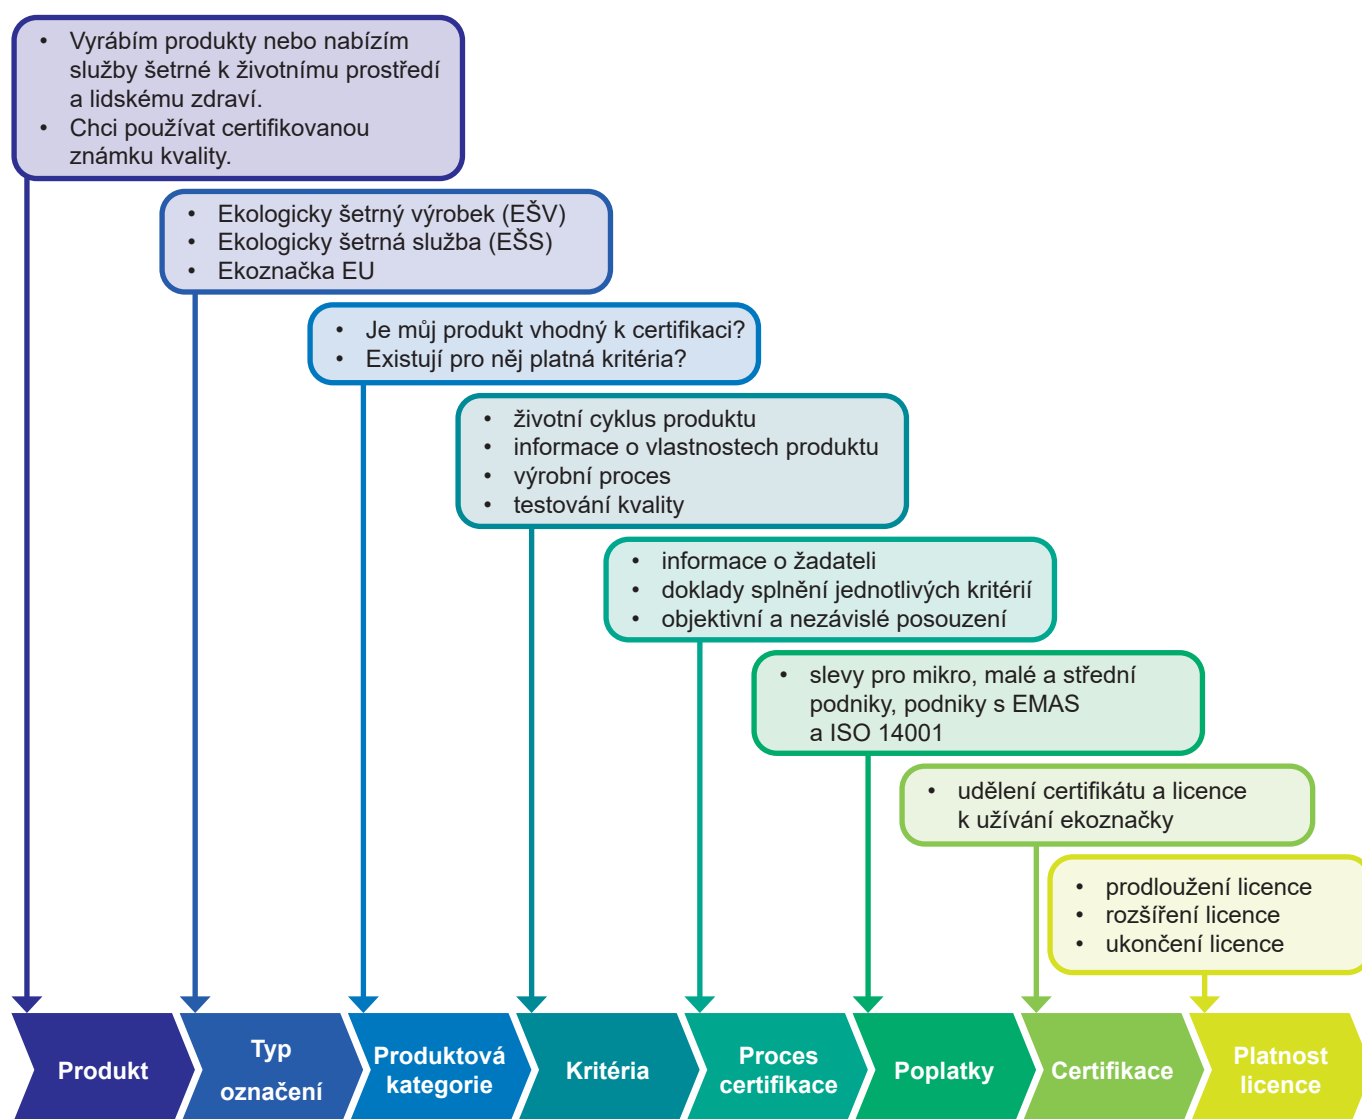 • Vyrábím produkty nebo nabízím
služby šetrné k životnímu prostředí
a lidskému zdraví.
• Chci používat certifikovanou
známku kvality.
• Ekologicky šetrný výrobek (EŠV)
• Ekologicky šetrná služba (EŠS)
• Ekoznačka EU
• Je můj produkt vhodný k certifikaci?
• Existují pro něj platná kritéria?
• životní cyklus produktu
• informace o vlastnostech produktu
• výrobní proces
• testování kvality
• informace o žadateli
• doklady splnění jednotlivých kritérií
• objektivní a nezávislé posouzení
• slevy pro mikro, malé a střední
podniky, podniky s EMAS
a ISO 14001
• udělení certifikátu a licence
k užívání ekoznačky
• prodloužení licence
• rozšíření licence
• ukončení licence
Produkt
Typ
označení
Produktová
kategorie
Kritéria
Proces
certifikace
Poplatky
Certifikace
Platnost
licence